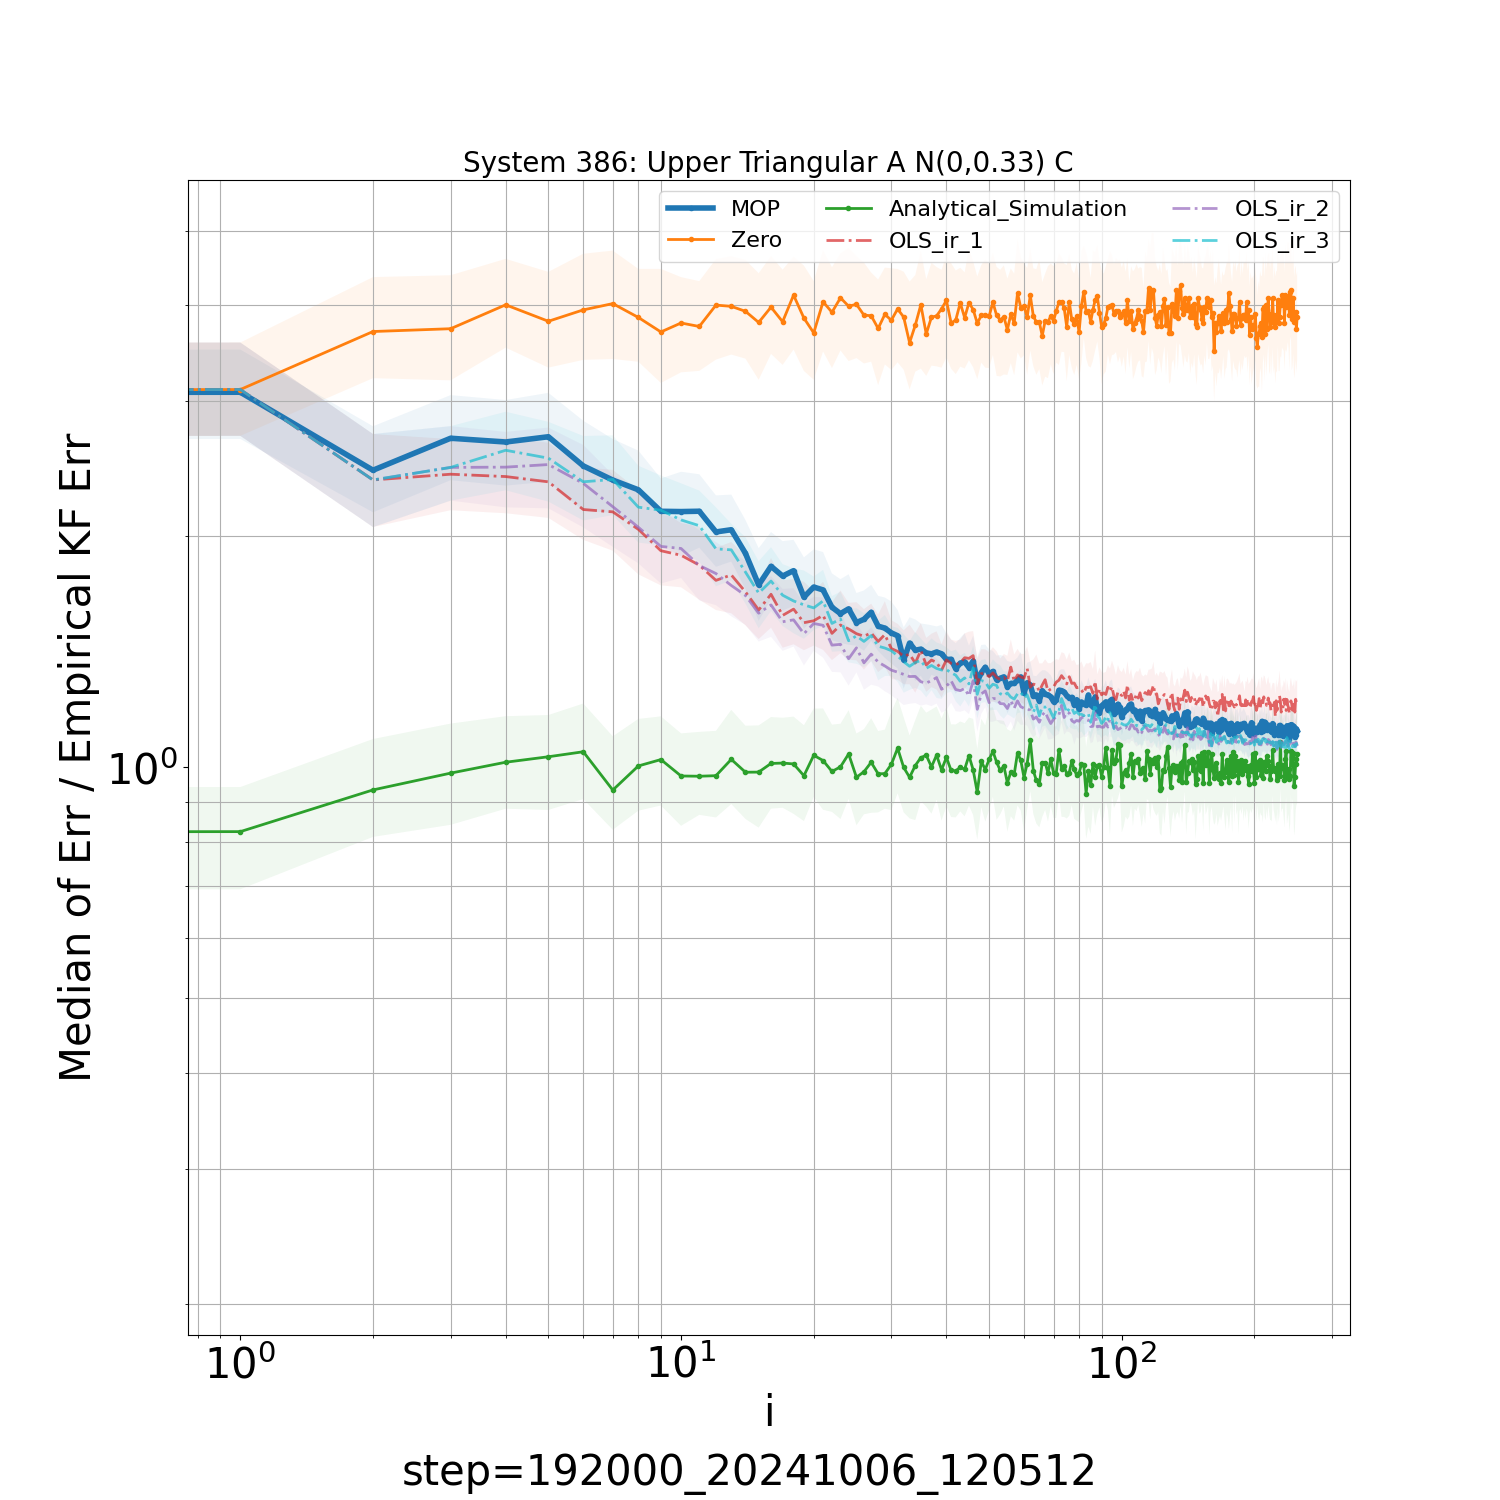 System 386: Upper Triangular A N(0,0.33) C
MOP
Zero
Analytical_Simulation
OLS_ir_1
OLS_ir_2
OLS_ir_3
Median of Err / Empirical KF Err
10⁰
10⁰ 10¹ 10²
i
step=192000_20241006_120512